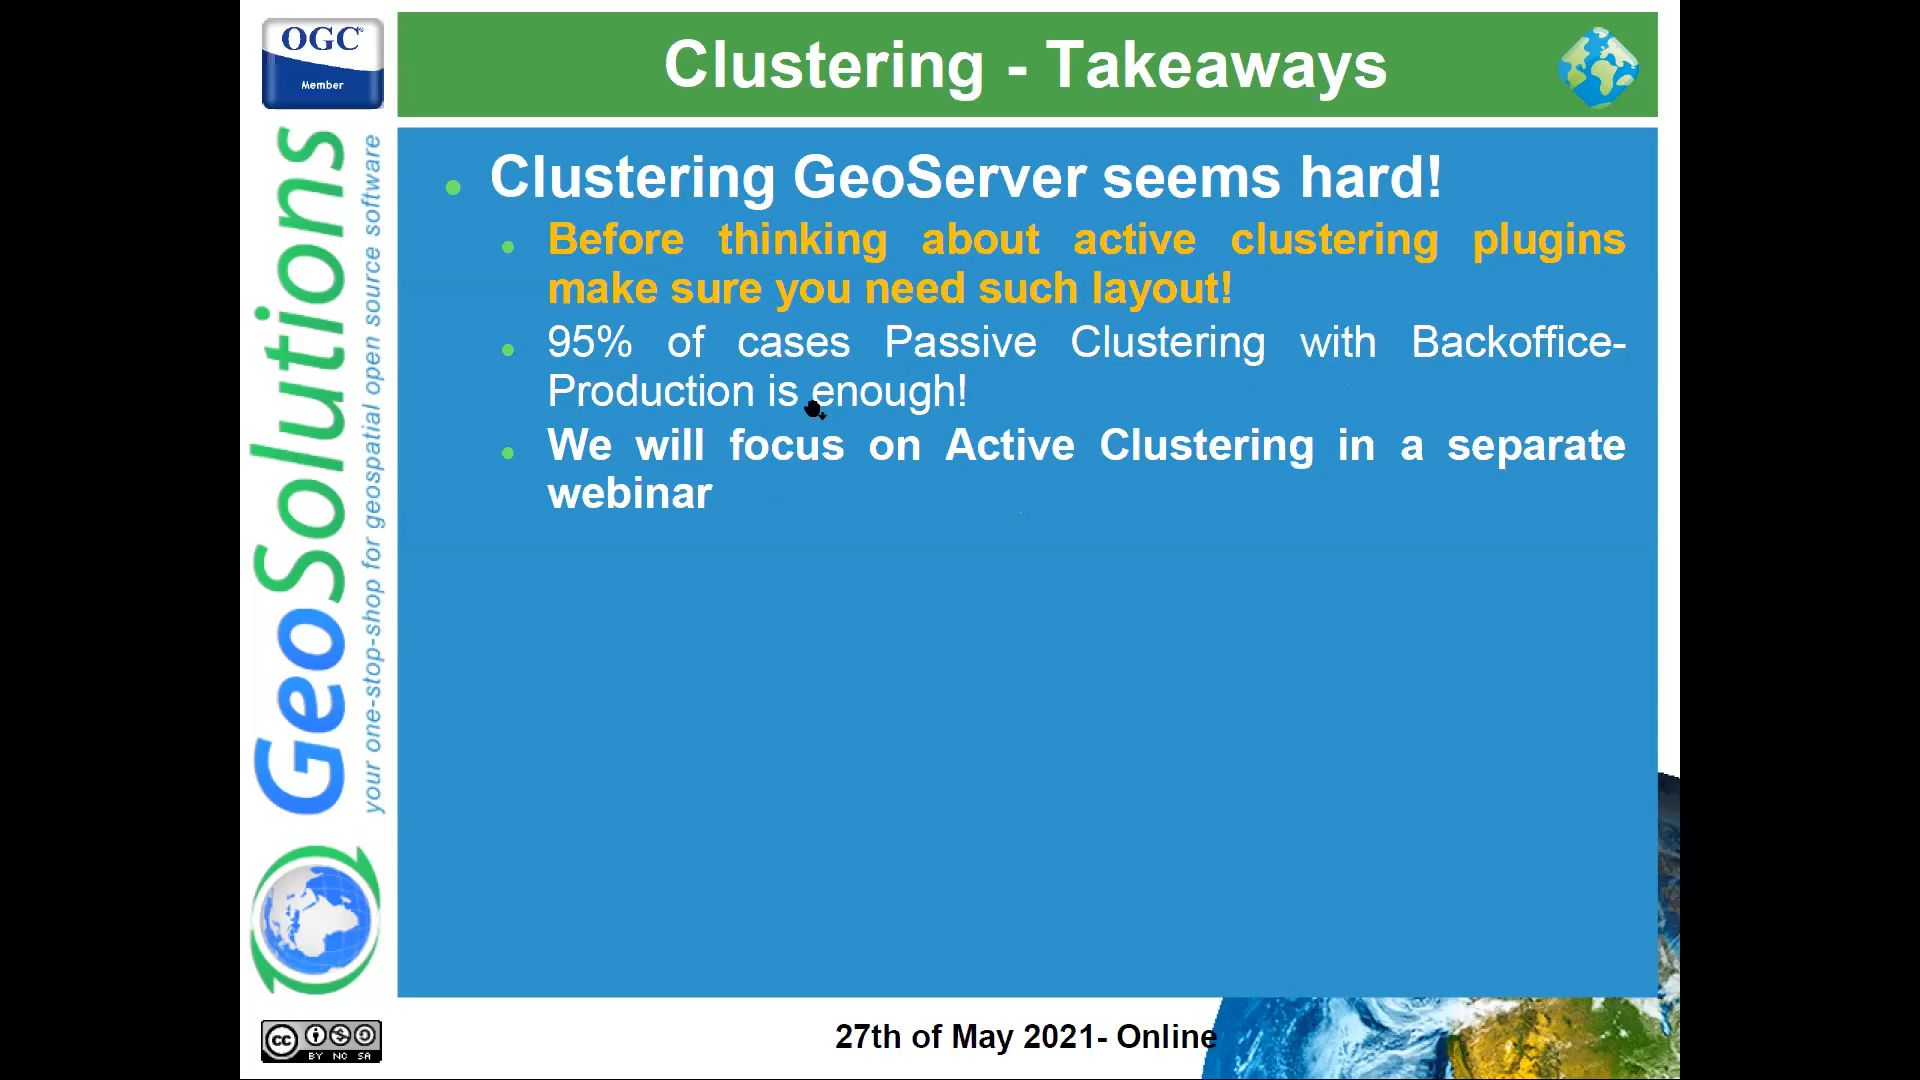 OGC®
Member
Clustering - Takeaways
Clustering GeoServer seems hard!
Before thinking about active clustering plugins
make sure you need such layout!
95% of cases Passive Clustering with Backoffice-
Production is enough!
We will focus on Active Clustering in a separate
webinar
GeoSolutions
your one-stop-shop for geospatial open source software
cc
BY NC SA
27th of May 2021- Online